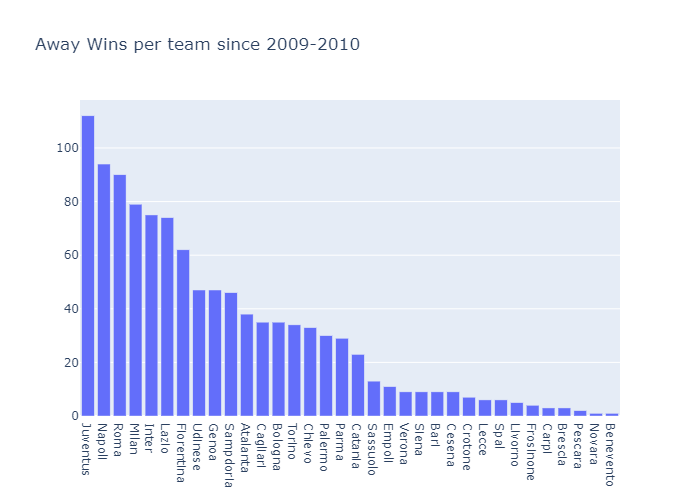 Away Wins per team since 2009-2010
100
80
60
40
20
0
Juventus
Napoli
Roma
Milan
Inter
Lazio
Fiorentina
Udinese
Genoa
Sampdoria
Atalanta
Cagliari
Bologna
Torino
Chievo
Palermo
Parma
Catania
Sassuolo
Empoli
Verona
Siena
Bari
Cesena
Crotone
Lecce
Spal
Livorno
Frosinone
Carpi
Brescia
Pescara
Novara
Benevento